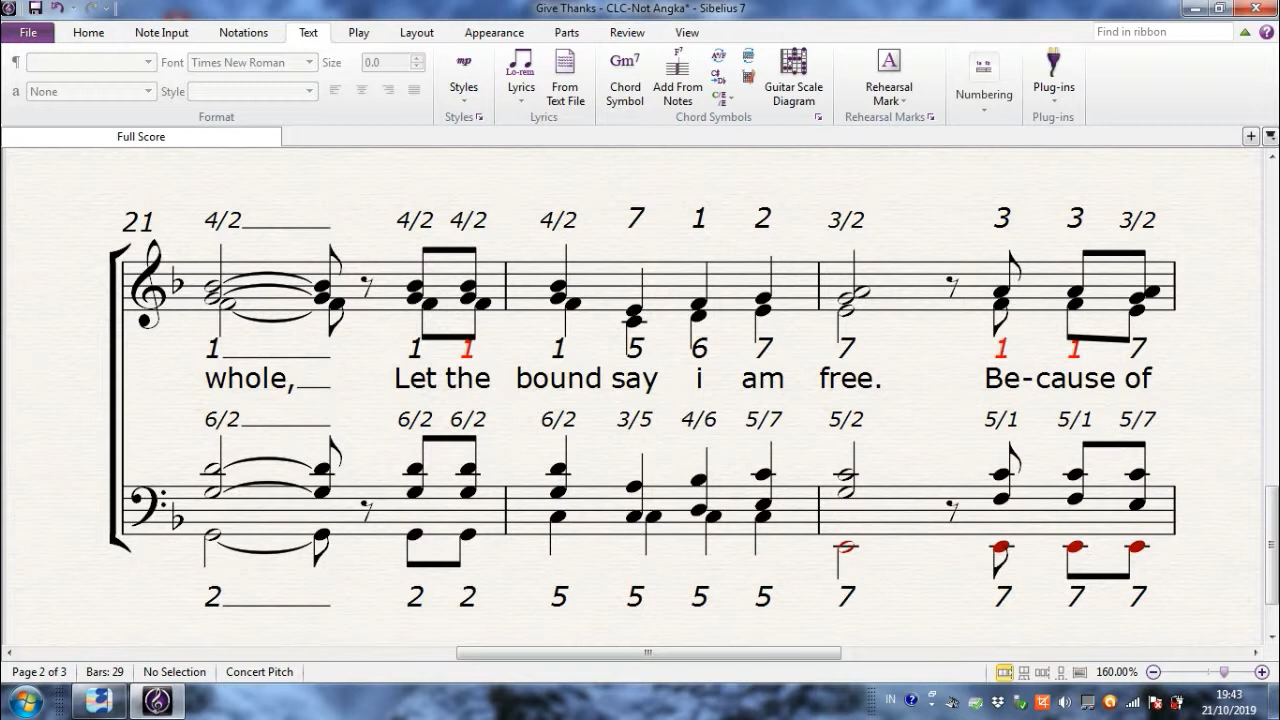 Give Thanks - CLC-Not Angka* - Sibelius 7
File Home Note Input Notations Text Play Layout Appearance Parts Review View Find in ribbon
Font Times New Roman Size 0.0
a None Style
mp Styles
Styles
Lo-rem Lyrics
From Text File
Lyrics
Gm7 Chord Symbol
F7 Add From Notes
Guitar Scale Diagram
Chord Symbols
A Rehearsal Mark
Rehearsal Marks
Numbering
Plug-ins
Plug-ins
Format
Full Score
21 4/2 4/2 4/2 4/2 7 1 2 3/2 3 3 3/2
1 1 1 1 5 6 7 7 1 1 7
whole, Let the bound say i am free. Be-cause of
6/2 6/2 6/2 6/2 3/5 4/6 5/7 5/2 5/1 5/1 5/7
2 2 2 5 5 5 5 7 7 7 7
Page 2 of 3 Bars: 29 No Selection Concert Pitch 160.00%
IN 19:43
21/10/2019